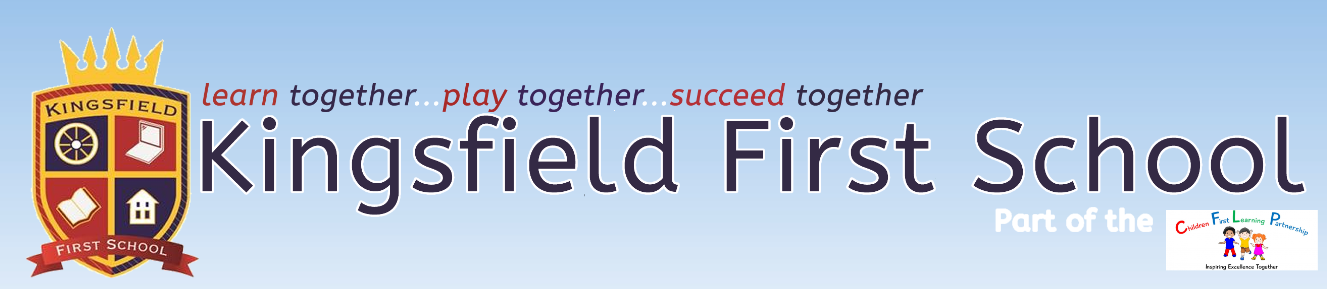 KINGSFIELD
FIRST SCHOOL
learn together...play together...succeed together
Kingsfield First School
Part of the
Children First Learning Partnership
Inspiring Excellence Together